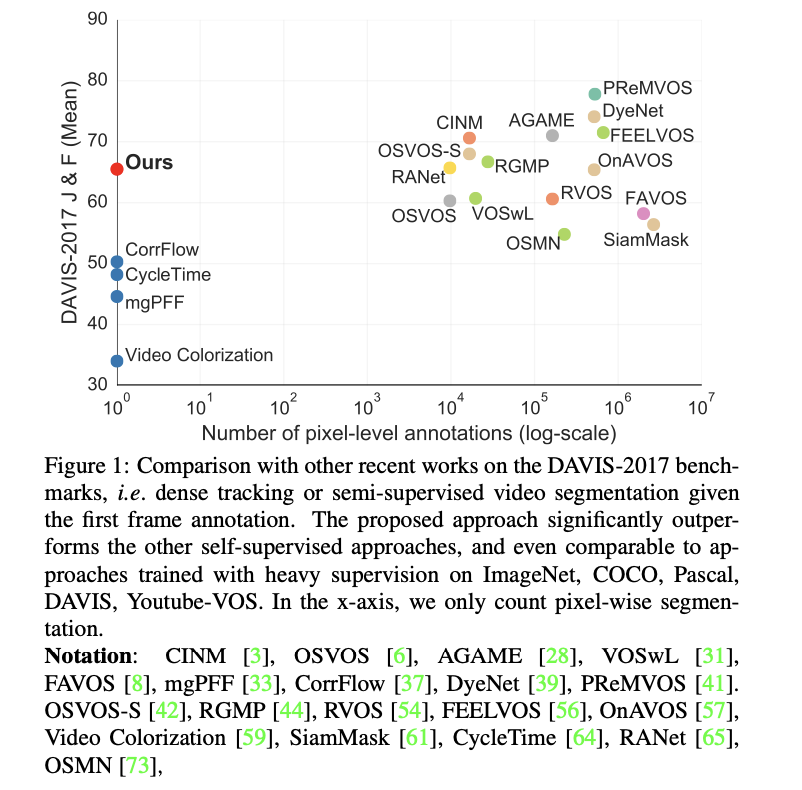 90
80
PReMVOS
DyeNet
CINM
AGAME
FEELVOS
70
OSVOS-S
OnAVOS
Ours
RGMP
RANet
RVOS
FAVOS
60
OSVOS
VOSwL
OSMN
SiamMask
CorrFlow
50
CycleTime
mgPFF
40
Video Colorization
30
DAVIS-2017 J & F (Mean)
10^0 10^1 10^2 10^3 10^4 10^5 10^6 10^7
Number of pixel-level annotations (log-scale)
Figure 1: Comparison with other recent works on the DAVIS-2017 bench-
marks, i.e. dense tracking or semi-supervised video segmentation given
the first frame annotation. The proposed approach significantly outper-
forms the other self-supervised approaches, and even comparable to ap-
proaches trained with heavy supervision on ImageNet, COCO, Pascal,
DAVIS, Youtube-VOS. In the x-axis, we only count pixel-wise segmen-
tation.
Notation: CINM [3], OSVOS [6], AGAME [28], VOSwL [31],
FAVOS [8], mgPFF [33], CorrFlow [37], DyeNet [39], PReMVOS [41].
OSVOS-S [42], RGMP [44], RVOS [54], FEELVOS [56], OnAVOS [57],
Video Colorization [59], SiamMask [61], CycleTime [64], RANet [65],
OSMN [73],